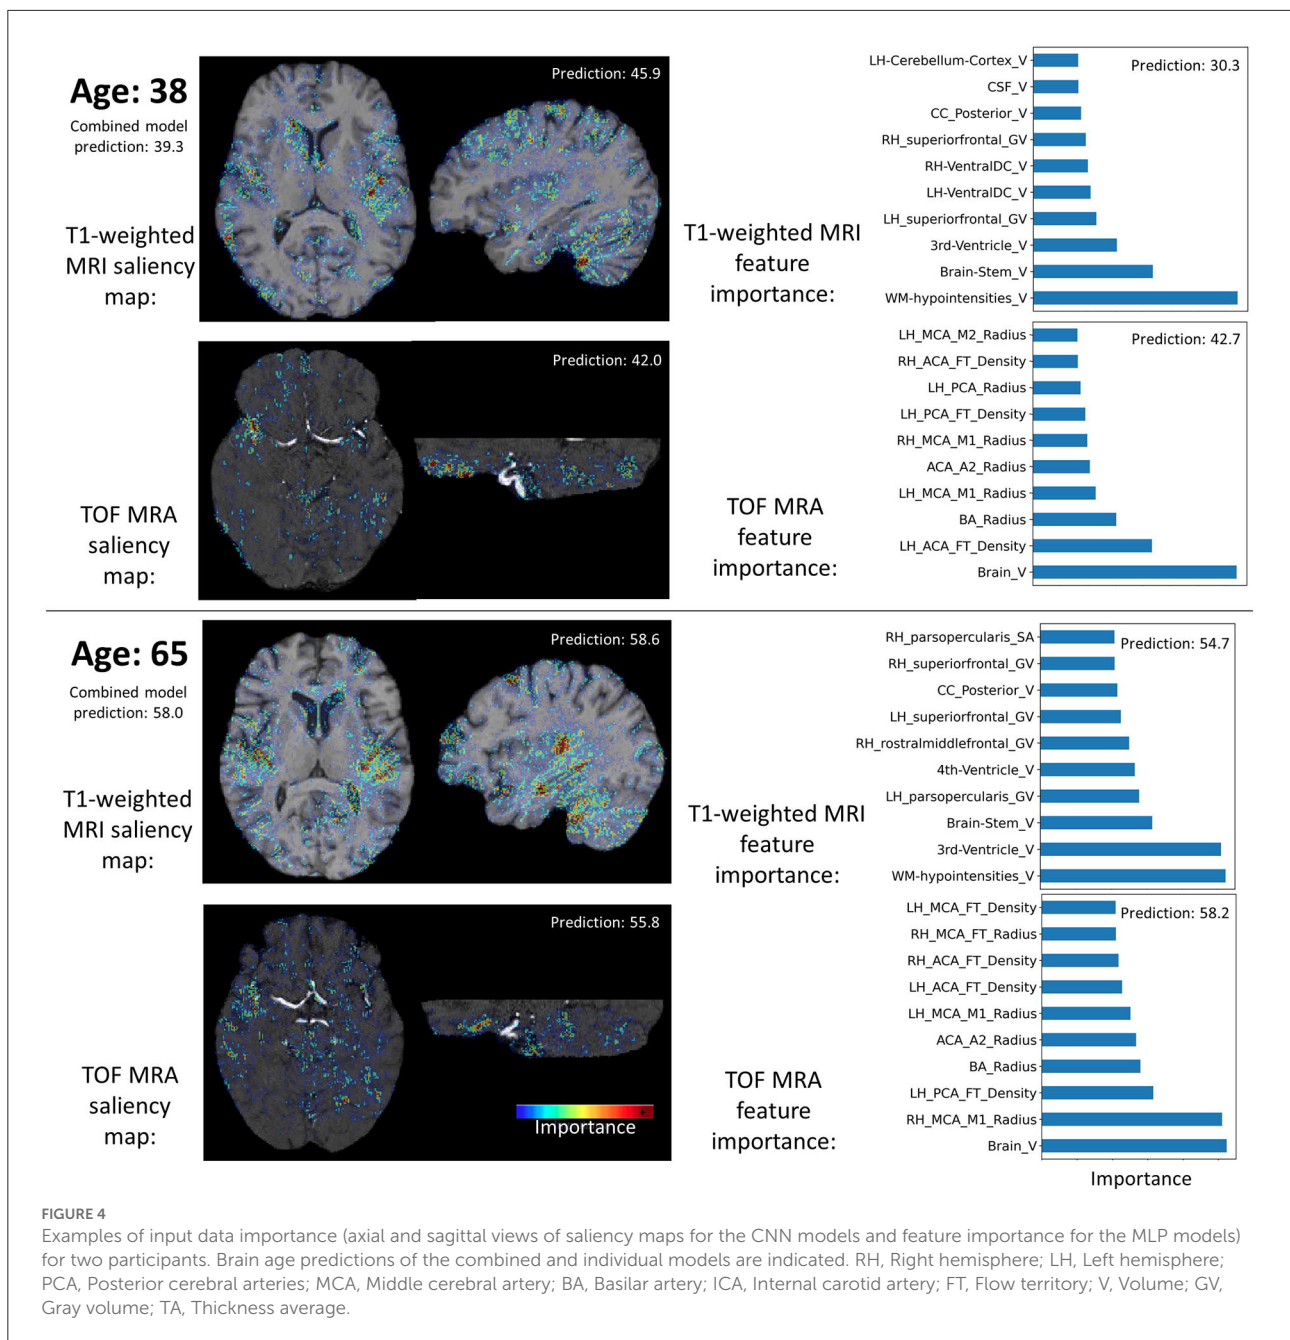 Age: 38
Combined model
prediction: 39.3
T1-weighted
MRI saliency
map:
Prediction: 45.9
T1-weighted MRI
feature
importance:
LH-Cerebellum-Cortex_V
CSF_V
CC_Posterior_V
RH_superiorfrontal_GV
RH-VentralDC_V
LH-VentralDC_V
LH_superiorfrontal_GV
3rd-Ventricle_V
Brain-Stem_V
WM-hypointensities_V
Prediction: 30.3
TOF MRA
saliency
map:
Prediction: 42.0
TOF MRA
feature
importance:
LH_MCA_M2_Radius
RH_ACA_FT_Density
LH_PCA_Radius
LH_PCA_FT_Density
RH_MCA_M1_Radius
ACA_A2_Radius
LH_MCA_M1_Radius
BA_Radius
LH_ACA_FT_Density
Brain_V
Prediction: 42.7
Age: 65
Combined model
prediction: 58.0
T1-weighted
MRI saliency
map:
Prediction: 58.6
T1-weighted MRI
feature
importance:
RH_parsopercularis_SA
RH_superiorfrontal_GV
CC_Posterior_V
LH_superiorfrontal_GV
RH_rostralmiddlefrontal_GV
4th-Ventricle_V
LH_parsopercularis_GV
Brain-Stem_V
3rd-Ventricle_V
WM-hypointensities_V
Prediction: 54.7
TOF MRA
saliency
map:
Prediction: 55.8
Importance
TOF MRA
feature
importance:
LH_MCA_FT_Density
RH_MCA_FT_Radius
RH_ACA_FT_Density
LH_ACA_FT_Density
LH_MCA_M1_Radius
ACA_A2_Radius
BA_Radius
LH_PCA_FT_Density
RH_MCA_M1_Radius
Brain_V
Prediction: 58.2
Importance
FIGURE 4
Examples of input data importance (axial and sagittal views of saliency maps for the CNN models and feature importance for the MLP models)
for two participants. Brain age predictions of the combined and individual models are indicated. RH, Right hemisphere; LH, Left hemisphere;
PCA, Posterior cerebral arteries; MCA, Middle cerebral artery; BA, Basilar artery; ICA, Internal carotid artery; FT, Flow territory; V, Volume; GV,
Gray volume; TA, Thickness average.